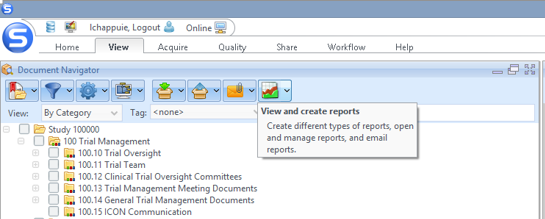 lchappuie, Logout Online
S
Home View Acquire Quality Share Workflow Help
Document Navigator
View: By Category Tag: <none>
View and create reports
Create different types of reports, open
and manage reports, and email
reports.
Study 100000
100 Trial Management
100.10 Trial Oversight
100.11 Trial Team
100.12 Clinical Trial Oversight Committees
100.13 Trial Management Meeting Documents
100.14 General Trial Management Documents
100.15 ICON Communication